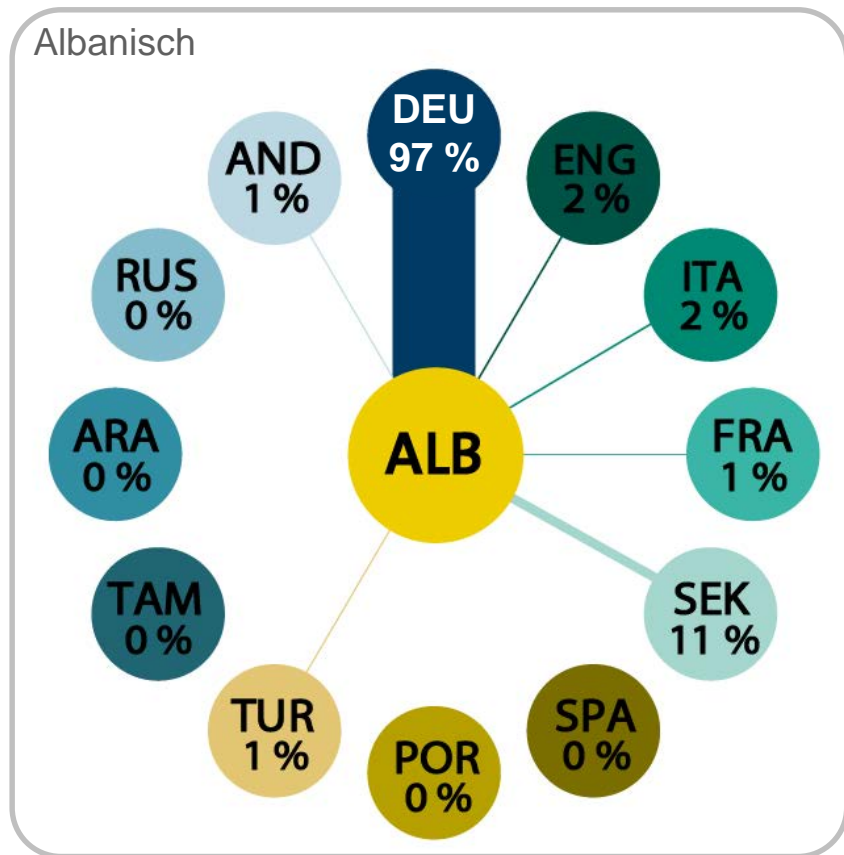 Albanisch
DEU
97 %
ENG
2 %
ITA
2 %
FRA
1 %
SEK
11 %
SPA
0 %
POR
0 %
TUR
1 %
TAM
0 %
ARA
0 %
RUS
0 %
AND
1 %
ALB